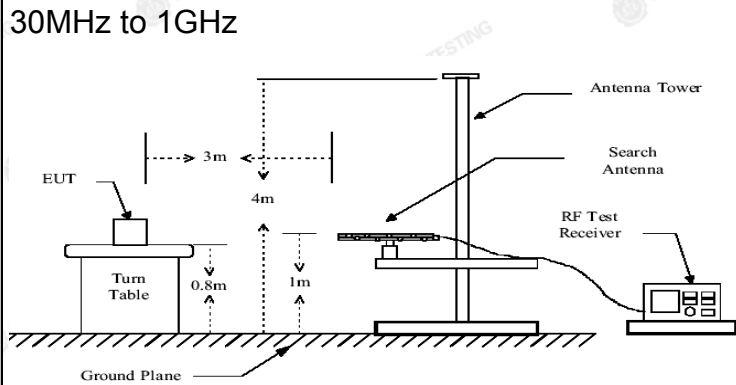 30MHz to 1GHz
TESTING
Antenna Tower
3m
Search
Antenna
EUT
4m
RF Test
Receiver
Turn
Table
0.8m
1m
Ground Plane